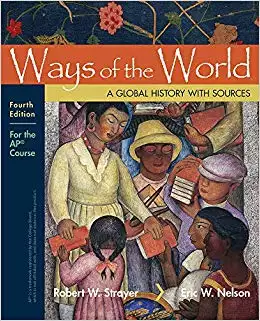 Ways of the World
A GLOBAL HISTORY WITH SOURCES
Fourth
Edition
For the
AP® Course
Robert W. Strayer
Eric W. Nelson